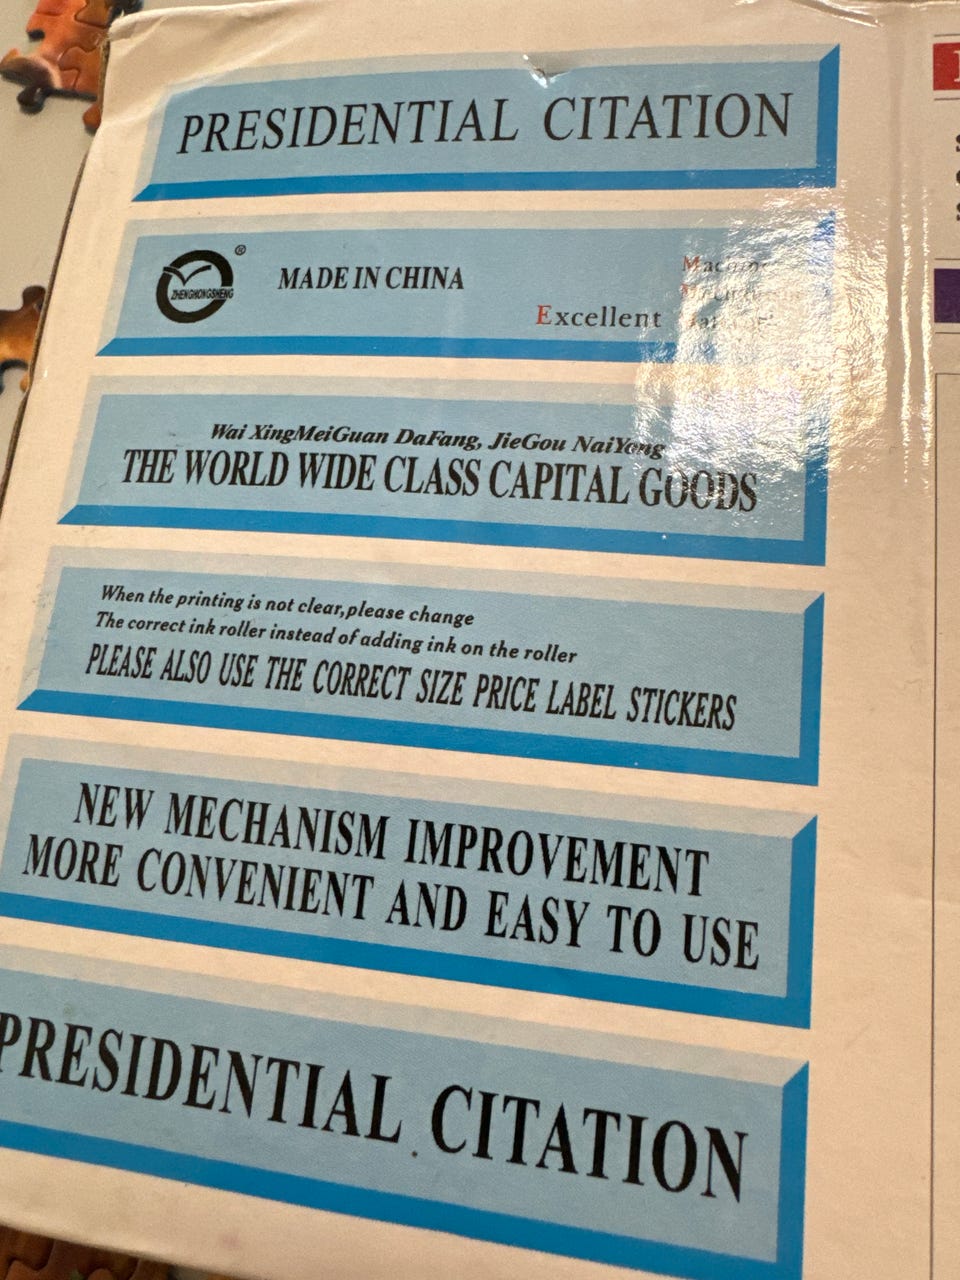 PRESIDENTIAL CITATION
ZHENGHONGSHENG ®
MADE IN CHINA
Excellent
Wai XingMeiGuan DaFang, JieGou NaiYong
THE WORLD WIDE CLASS CAPITAL GOODS
When the printing is not clear,please change
The correct ink roller instead of adding ink on the roller
PLEASE ALSO USE THE CORRECT SIZE PRICE LABEL STICKERS
NEW MECHANISM IMPROVEMENT
MORE CONVENIENT AND EASY TO USE
PRESIDENTIAL CITATION